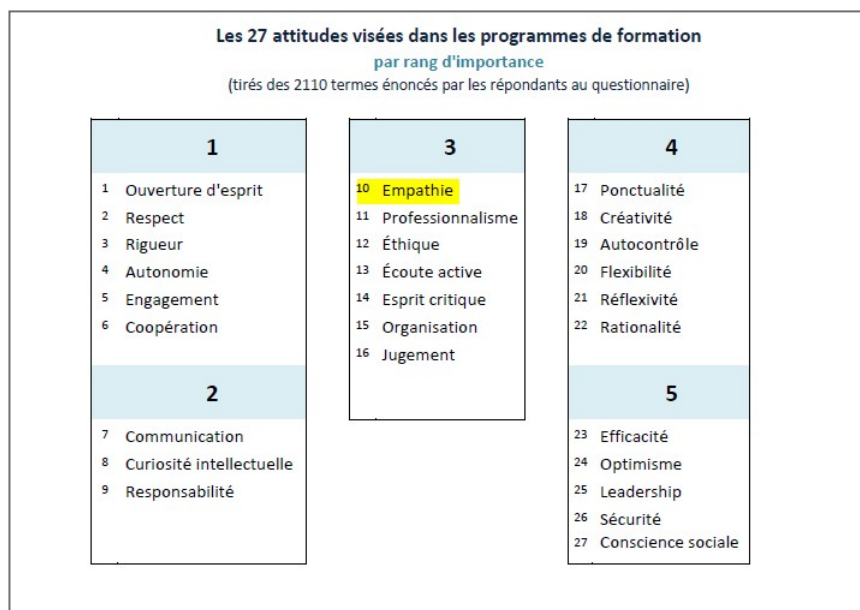 Les 27 attitudes visées dans les programmes de formation
par rang d'importance
(tirés des 2110 termes énoncés par les répondants au questionnaire)
1
1 Ouverture d'esprit
2 Respect
3 Rigueur
4 Autonomie
5 Engagement
6 Coopération
2
7 Communication
8 Curiosité intellectuelle
9 Responsabilité
3
10 Empathie
11 Professionnalisme
12 Éthique
13 Écoute active
14 Esprit critique
15 Organisation
16 Jugement
4
17 Ponctualité
18 Créativité
19 Autocontrôle
20 Flexibilité
21 Réflexivité
22 Rationalité
5
23 Efficacité
24 Optimisme
25 Leadership
26 Sécurité
27 Conscience sociale